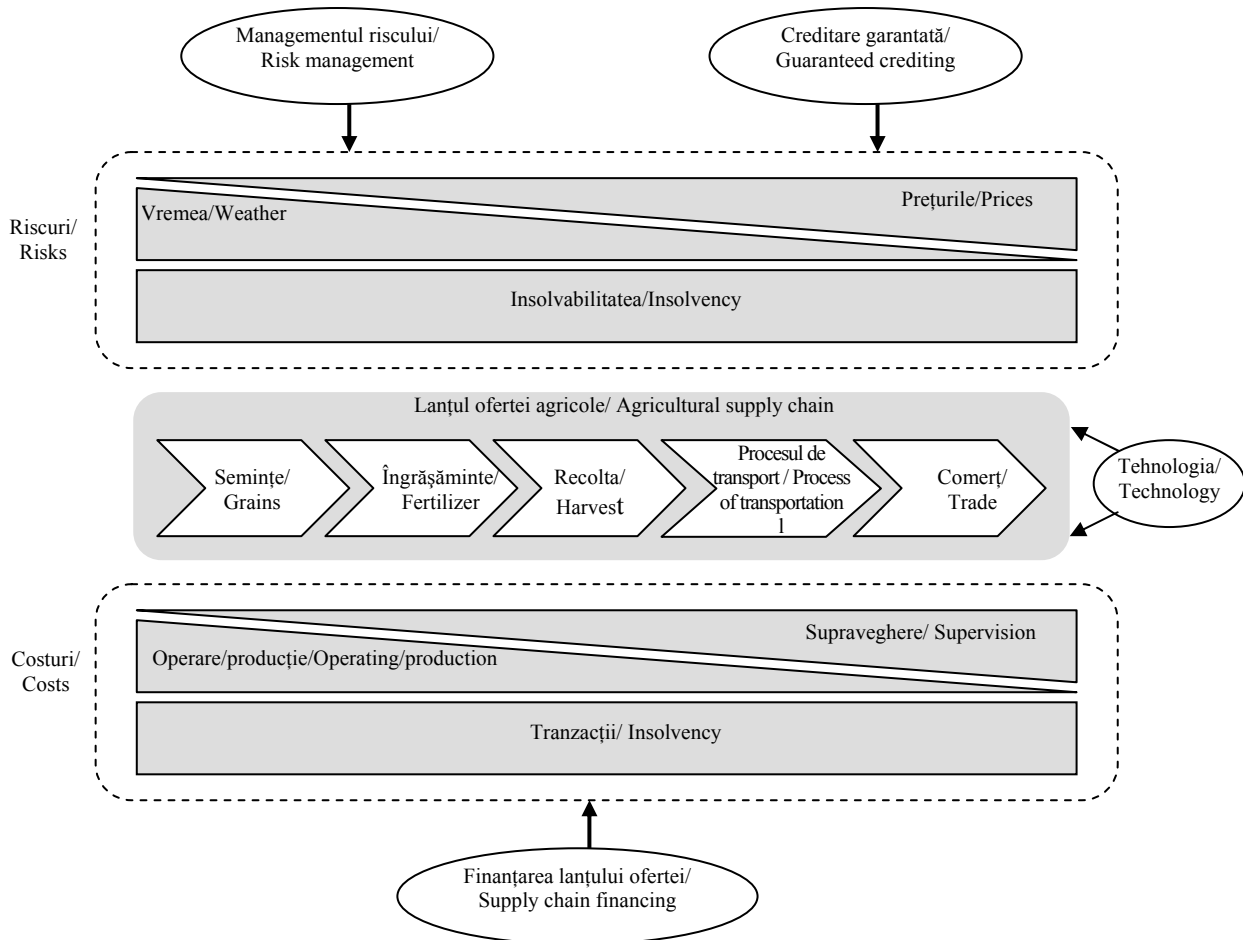 Managementul riscului/
Risk management
Creditare garantată/
Guaranteed crediting
Riscuri/
Risks
Vremea/Weather
Prețurile/Prices
Insolvabilitatea/Insolvency
Lanțul ofertei agricole/ Agricultural supply chain
Semințe/
Grains
Îngrășăminte/
Fertilizer
Recolta/
Harvest
Procesul de
transport / Process
of transportation
l
Comerț/
Trade
Tehnologia/
Technology
Costuri/
Costs
Operare/producție/Operating/production
Supraveghere/ Supervision
Tranzacții/ Insolvency
Finanțarea lanțului ofertei/
Supply chain financing